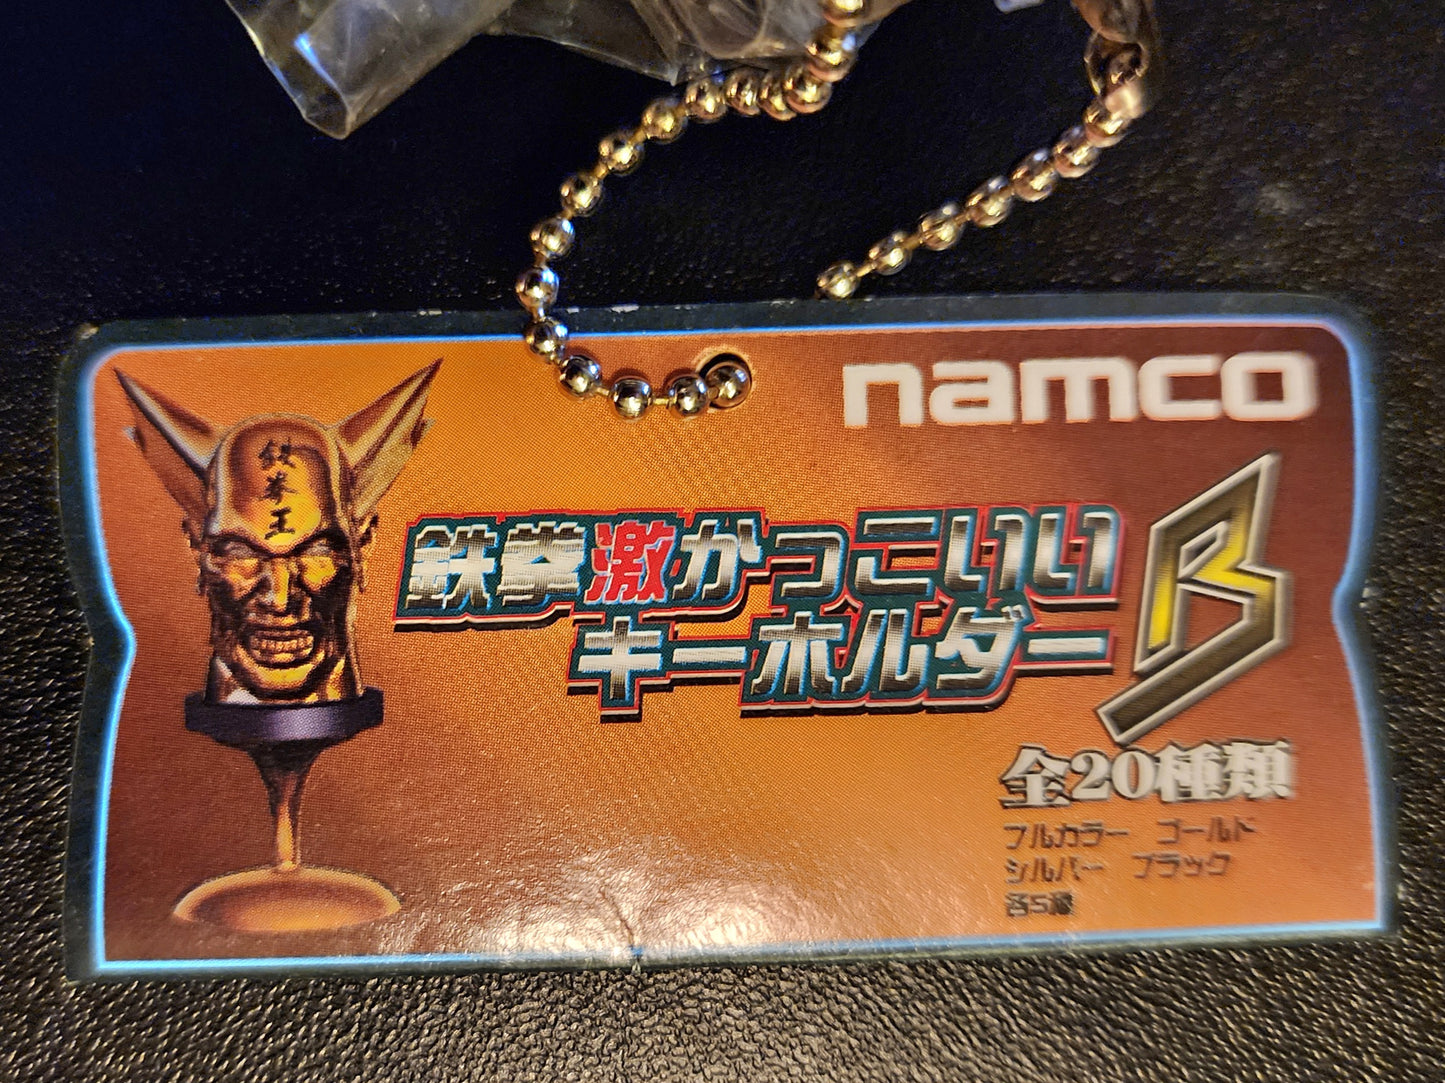 namco
鉄拳王
鉄拳激かっこいい
キーホルダー
B
全20種類
フルカラー ゴールド
シルバー ブラック
各5種